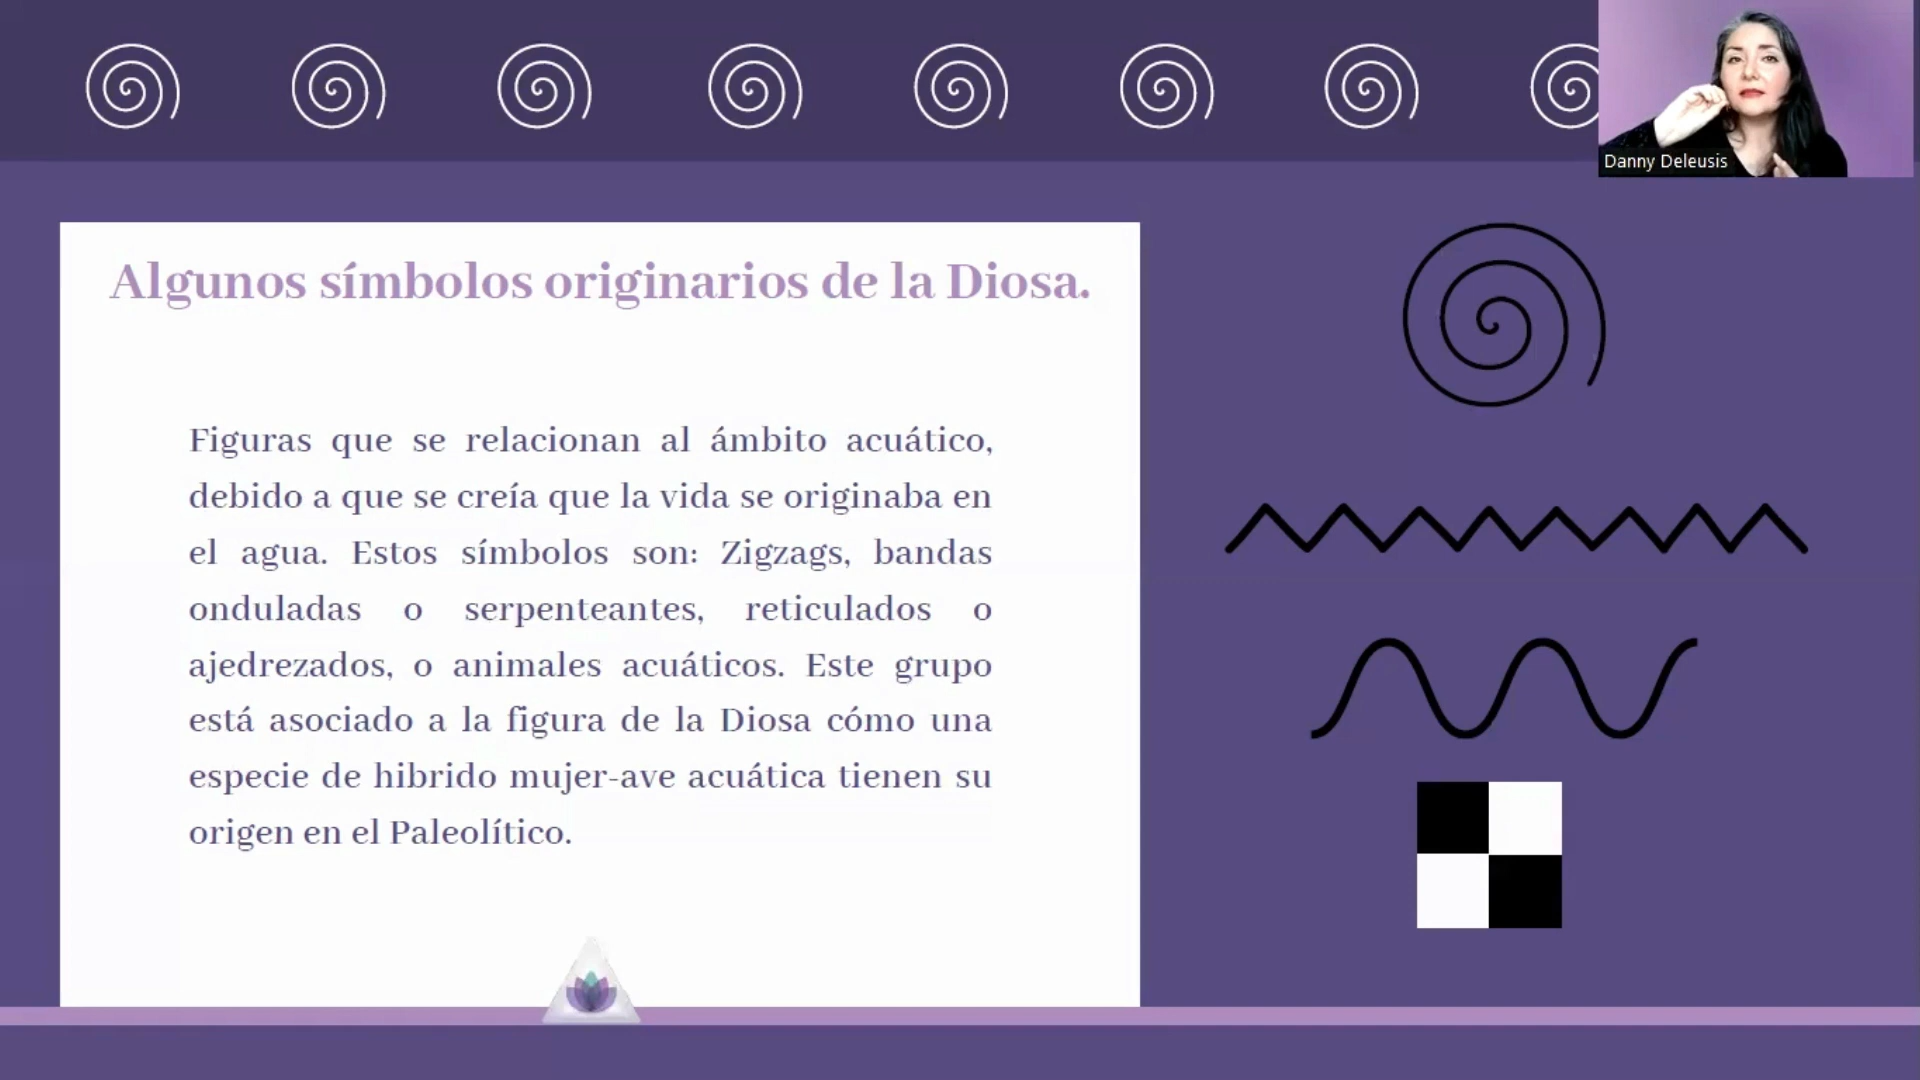 Danny Deleusis
Algunos símbolos originarios de la Diosa.
Figuras que se relacionan al ámbito acuático,
debido a que se creía que la vida se originaba en
el agua. Estos símbolos son: Zigzags, bandas
onduladas o serpenteantes, reticulados o
ajedrezados, o animales acuáticos. Este grupo
está asociado a la figura de la Diosa cómo una
especie de hibrido mujer-ave acuática tienen su
origen en el Paleolítico.